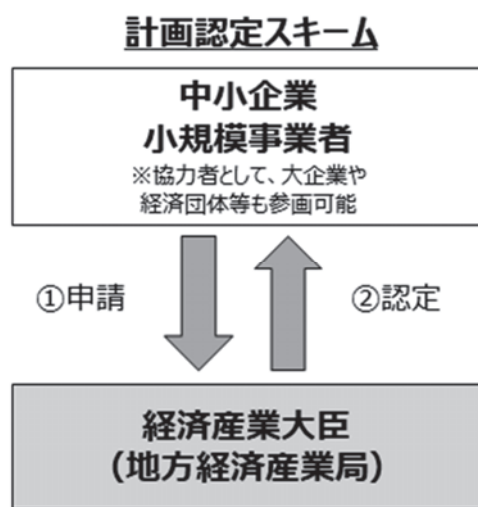 計画認定スキーム
中小企業
小規模事業者
※協力者として、大企業や
経済団体等も参画可能
①申請
②認定
経済産業大臣
(地方経済産業局)